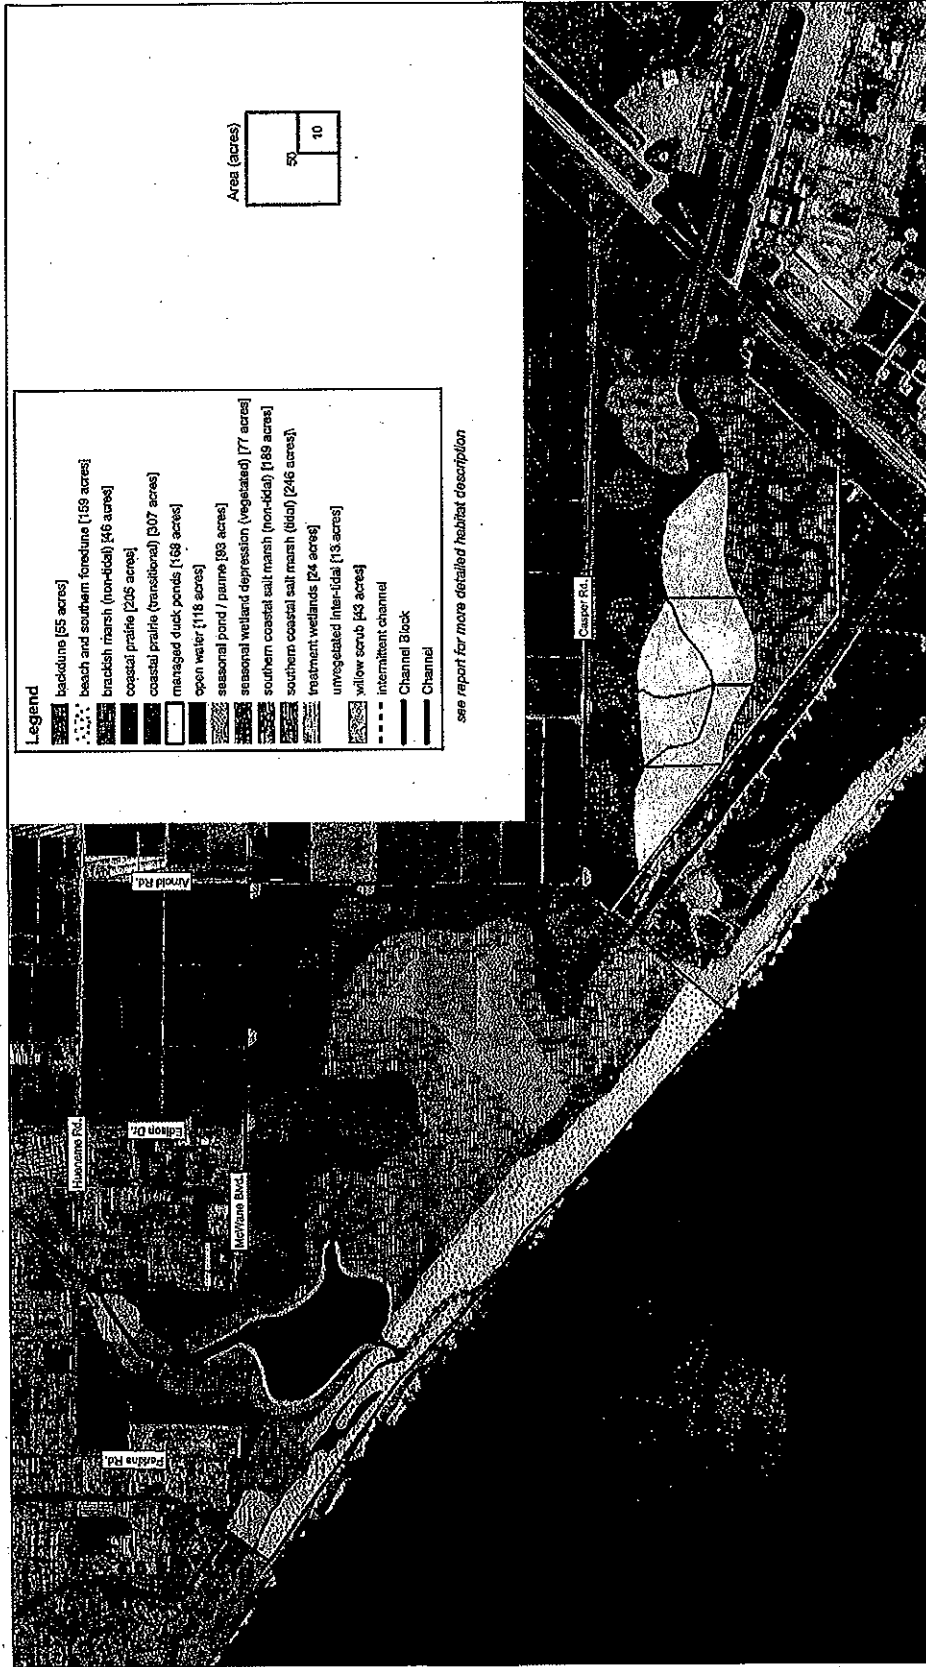 Legend
backdune [55 acres]
beach and southern foredune [159 acres]
brackish marsh (non-tidal) [46 acres]
coastal prairie [205 acres]
coastal prairie (transitional) [307 acres]
managed duck ponds [168 acres]
open water [118 acres]
seasonal pond / panne [93 acres]
seasonal wetland depression (vegetated) [77 acres]
southern coastal salt marsh (non-tidal) [189 acres]
southern coastal salt marsh (tidal) [246 acres]\
treatment wetlands [24 acres]
unvegetated inter-tidal [13 acres]
willow scrub [43 acres]
intermittent channel
Channel Block
Channel
see report for more detailed habitat description
Area (acres)
50
10
Hueneme Rd.
Arnold Rd.
Edison Dr.
McWane Blvd.
Perkins Rd.
Casper Rd.